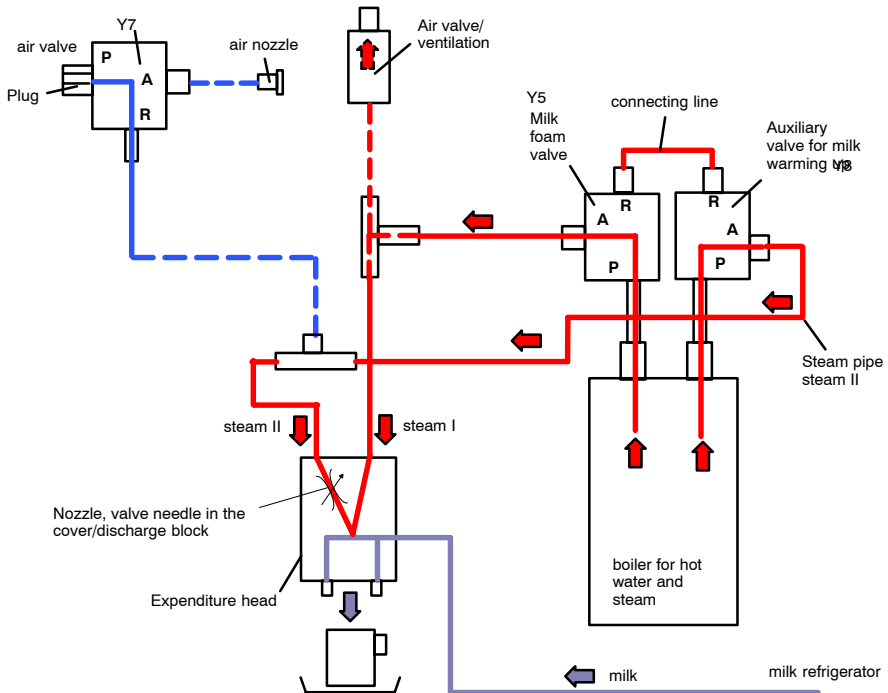 Y7
air valve
air nozzle
P
A
R
Plug
Air valve/
ventilation
Y5
Milk
foam
valve
connecting line
Auxiliary
valve for milk
warming up
Y8
R
A
P
R
A
P
Steam pipe
steam II
steam II
steam I
Nozzle, valve needle in the
cover/discharge block
Expenditure head
boiler for hot
water and
steam
milk
milk refrigerator